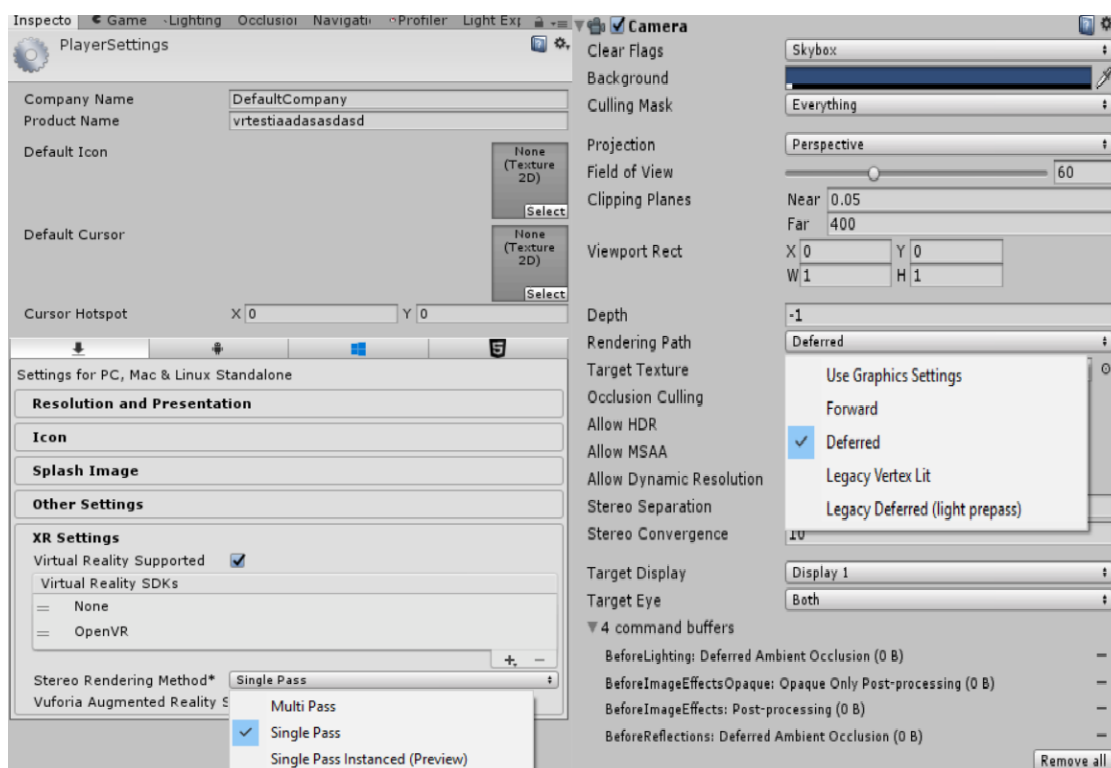 Inspecto Game Lighting Occlusio Navigati Profiler Light Exp
PlayerSettings
Company Name DefaultCompany
Product Name vrtestiaadasasdasd
Default Icon
None
(Texture
2D)
Select
Default Cursor
None
(Texture
2D)
Select
Cursor Hotspot X 0 Y 0
Settings for PC, Mac & Linux Standalone
Resolution and Presentation
Icon
Splash Image
Other Settings
XR Settings
Virtual Reality Supported
Virtual Reality SDKs
None
OpenVR
Stereo Rendering Method* Single Pass
Vuforia Augmented Reality S
Multi Pass
Single Pass
Single Pass Instanced (Preview)
Camera
Clear Flags Skybox
Background
Culling Mask Everything
Projection Perspective
Field of View 60
Clipping Planes Near 0.05
Far 400
Viewport Rect X 0 Y 0
W 1 H 1
Depth -1
Rendering Path Deferred
Target Texture
Occlusion Culling
Allow HDR
Allow MSAA
Allow Dynamic Resolution
Stereo Separation
Stereo Convergence 10
Use Graphics Settings
Forward
Deferred
Legacy Vertex Lit
Legacy Deferred (light prepass)
Target Display Display 1
Target Eye Both
4 command buffers
BeforeLighting: Deferred Ambient Occlusion (0 B)
BeforeImageEffectsOpaque: Opaque Only Post-processing (0 B)
BeforeImageEffects: Post-processing (0 B)
BeforeReflections: Deferred Ambient Occlusion (0 B)
Remove all